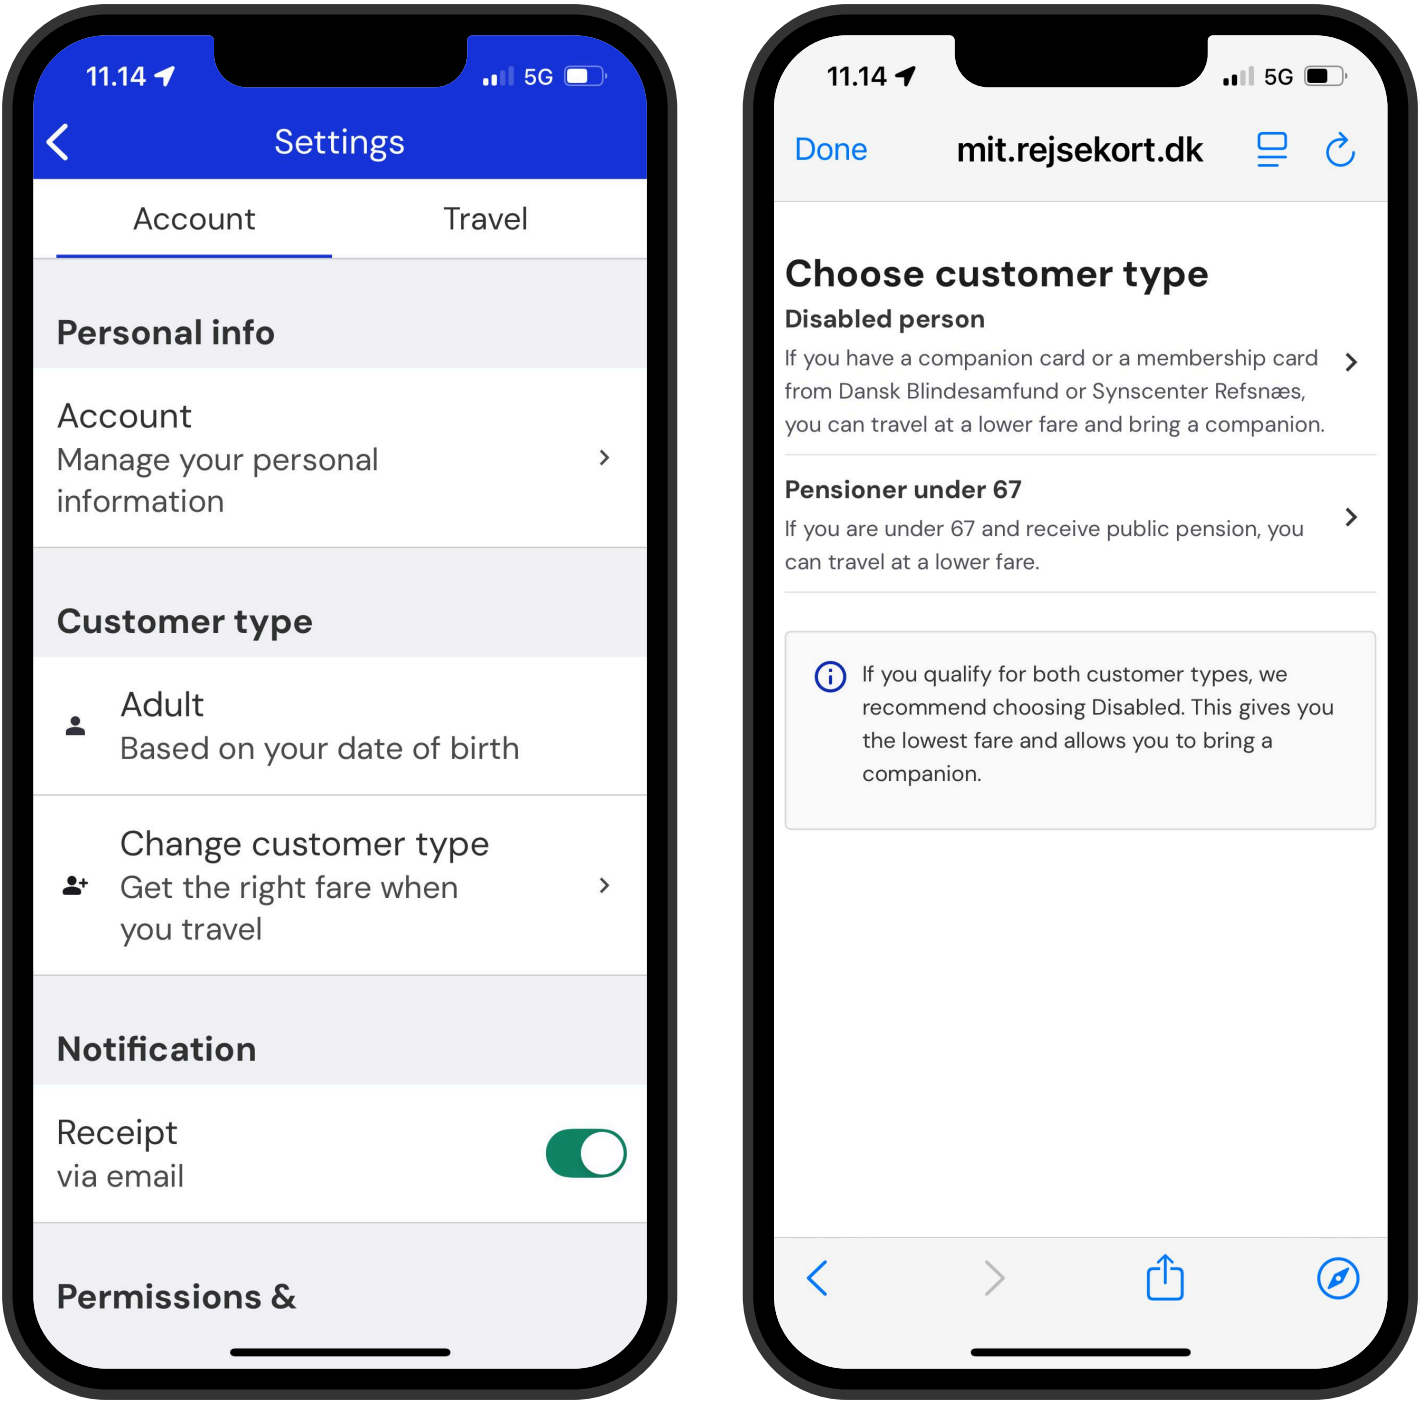 11.14
5G
Settings
Account
Travel
Personal info
Account
Manage your personal
information
Customer type
Adult
Based on your date of birth
Change customer type
Get the right fare when
you travel
Notification
Receipt
via email
Permissions &
11.14
5G
Done
mit.rejsekort.dk
Choose customer type
Disabled person
If you have a companion card or a membership card
from Dansk Blindesamfund or Synscenter Refsnæs,
you can travel at a lower fare and bring a companion.
Pensioner under 67
If you are under 67 and receive public pension, you
can travel at a lower fare.
If you qualify for both customer types, we
recommend choosing Disabled. This gives you
the lowest fare and allows you to bring a
companion.